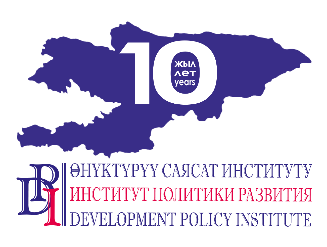 10
ЖЫЛ
ЛЕТ
years
DPI
ӨНҮКТҮРҮҮ САЯСАТ ИНСТИТУТУ
ИНСТИТУТ ПОЛИТИКИ РАЗВИТИЯ
DEVELOPMENT POLICY INSTITUTE